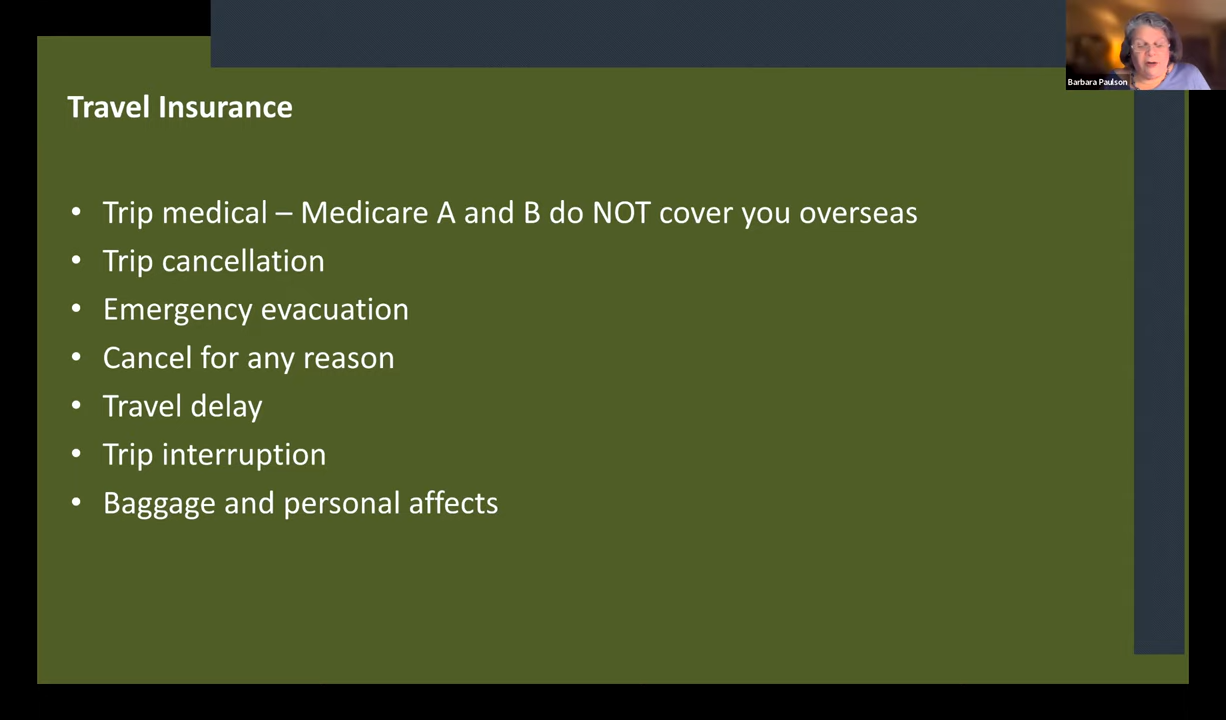 Barbara Paulson
Travel Insurance
• Trip medical – Medicare A and B do NOT cover you overseas
• Trip cancellation
• Emergency evacuation
• Cancel for any reason
• Travel delay
• Trip interruption
• Baggage and personal affects